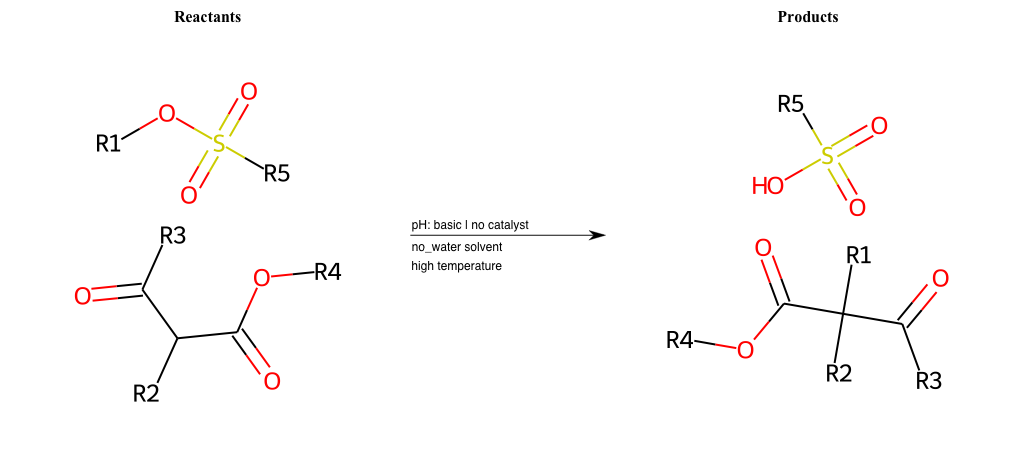 Reactants
Products
O
O
R1
S
R5
O
R5
O
S
HO
O
R3
O
R4
O
O
R2
pH: basic | no catalyst
no_water solvent
high temperature
O
R1
O
R4
O
R2
R3